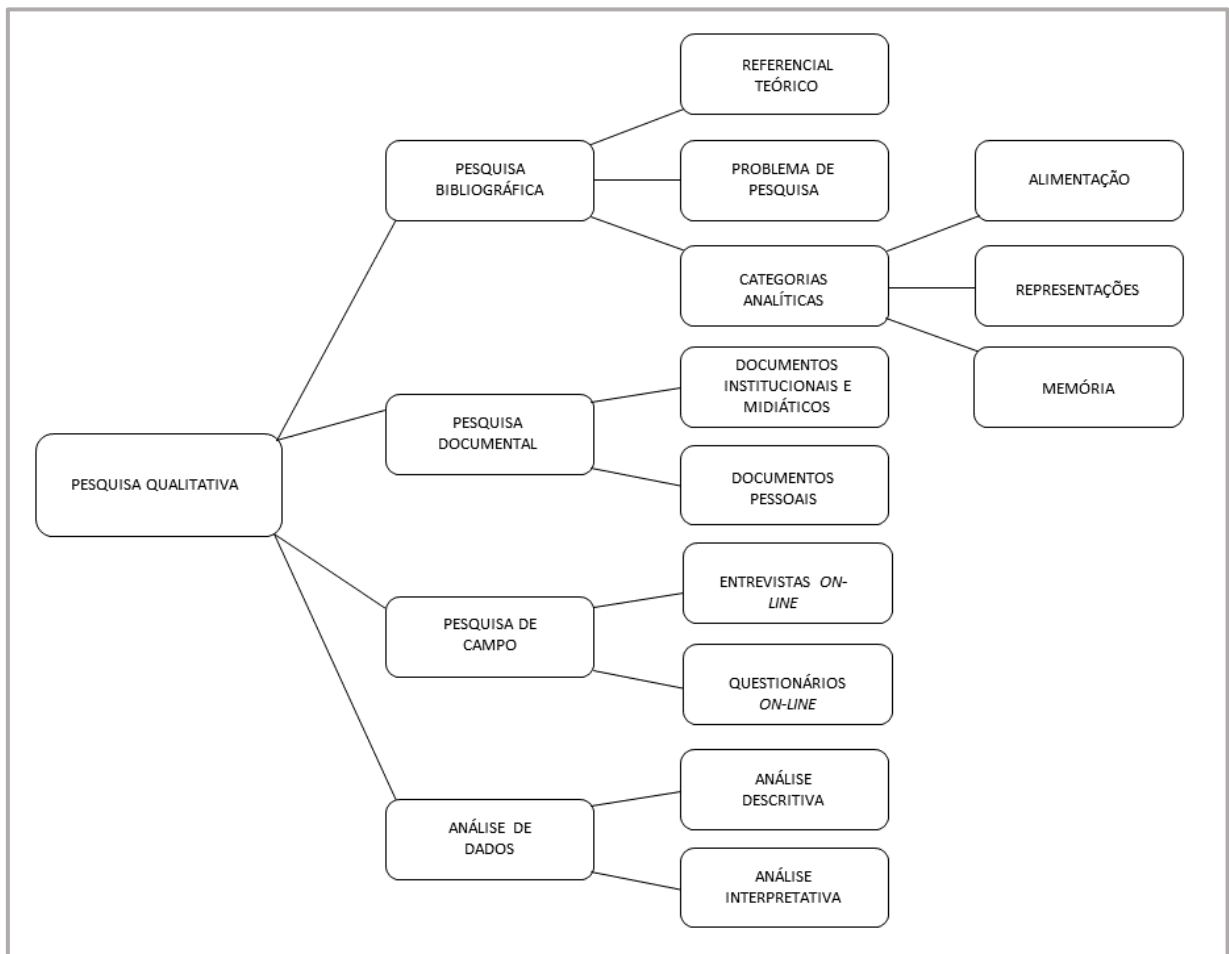 REFERENCIAL
TEÓRICO
PESQUISA
BIBLIOGRÁFICA
PROBLEMA DE
PESQUISA
ALIMENTAÇÃO
CATEGORIAS
ANALÍTICAS
REPRESENTAÇÕES
MEMÓRIA
DOCUMENTOS
INSTITUCIONAIS E
MIDIÁTICOS
PESQUISA
DOCUMENTAL
DOCUMENTOS
PESSOAIS
PESQUISA QUALITATIVA
ENTREVISTAS ON-
LINE
PESQUISA DE
CAMPO
QUESTIONÁRIOS
ON-LINE
ANÁLISE
DESCRITIVA
ANÁLISE DE
DADOS
ANÁLISE
INTERPRETATIVA